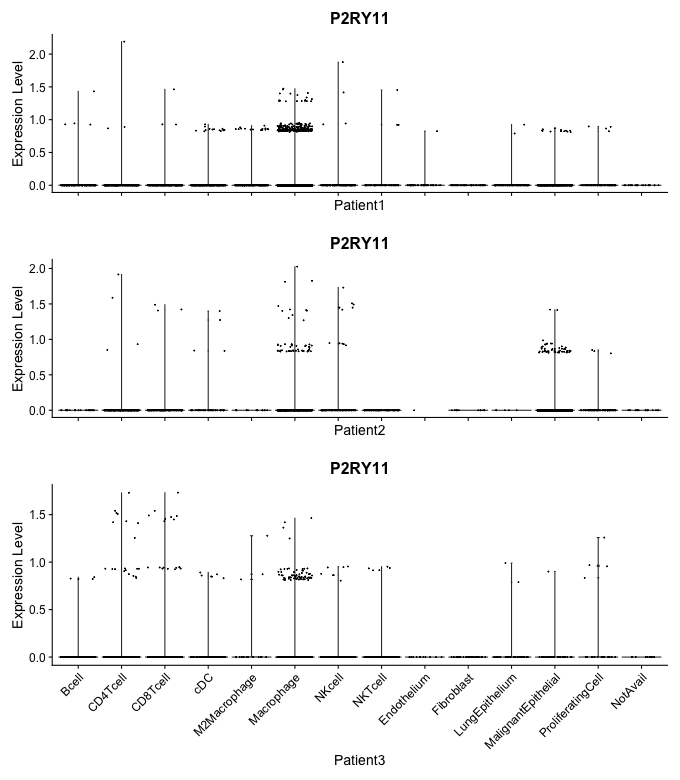 P2RY11
Expression Level
2.0
1.5
1.0
0.5
0.0
Patient1
P2RY11
Expression Level
2.0
1.5
1.0
0.5
0.0
Patient2
P2RY11
Expression Level
1.5
1.0
0.5
0.0
Bcell
CD4Tcell
CD8Tcell
cDC
M2Macrophage
Macrophage
NKcell
NKTcell
Endothelium
Fibroblast
LungEpithelium
MalignantEpithelial
ProliferatingCell
NotAvail
Patient3